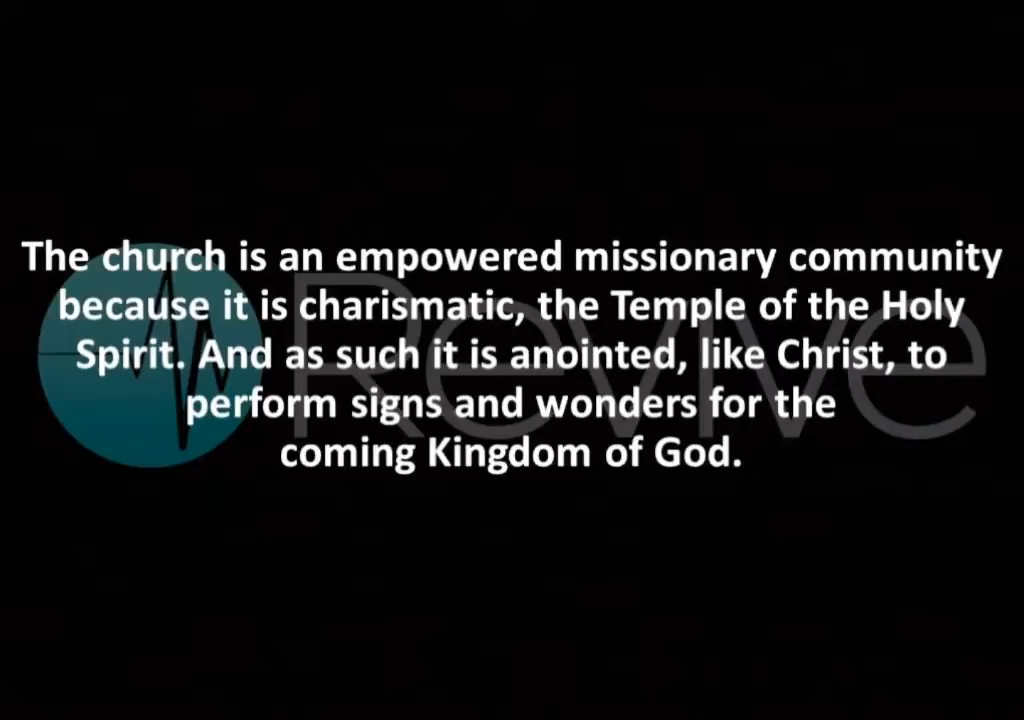 The church is an empowered missionary community
because it is charismatic, the Temple of the Holy
Spirit. And as such it is anointed, like Christ, to
perform signs and wonders for the
coming Kingdom of God.
Revive